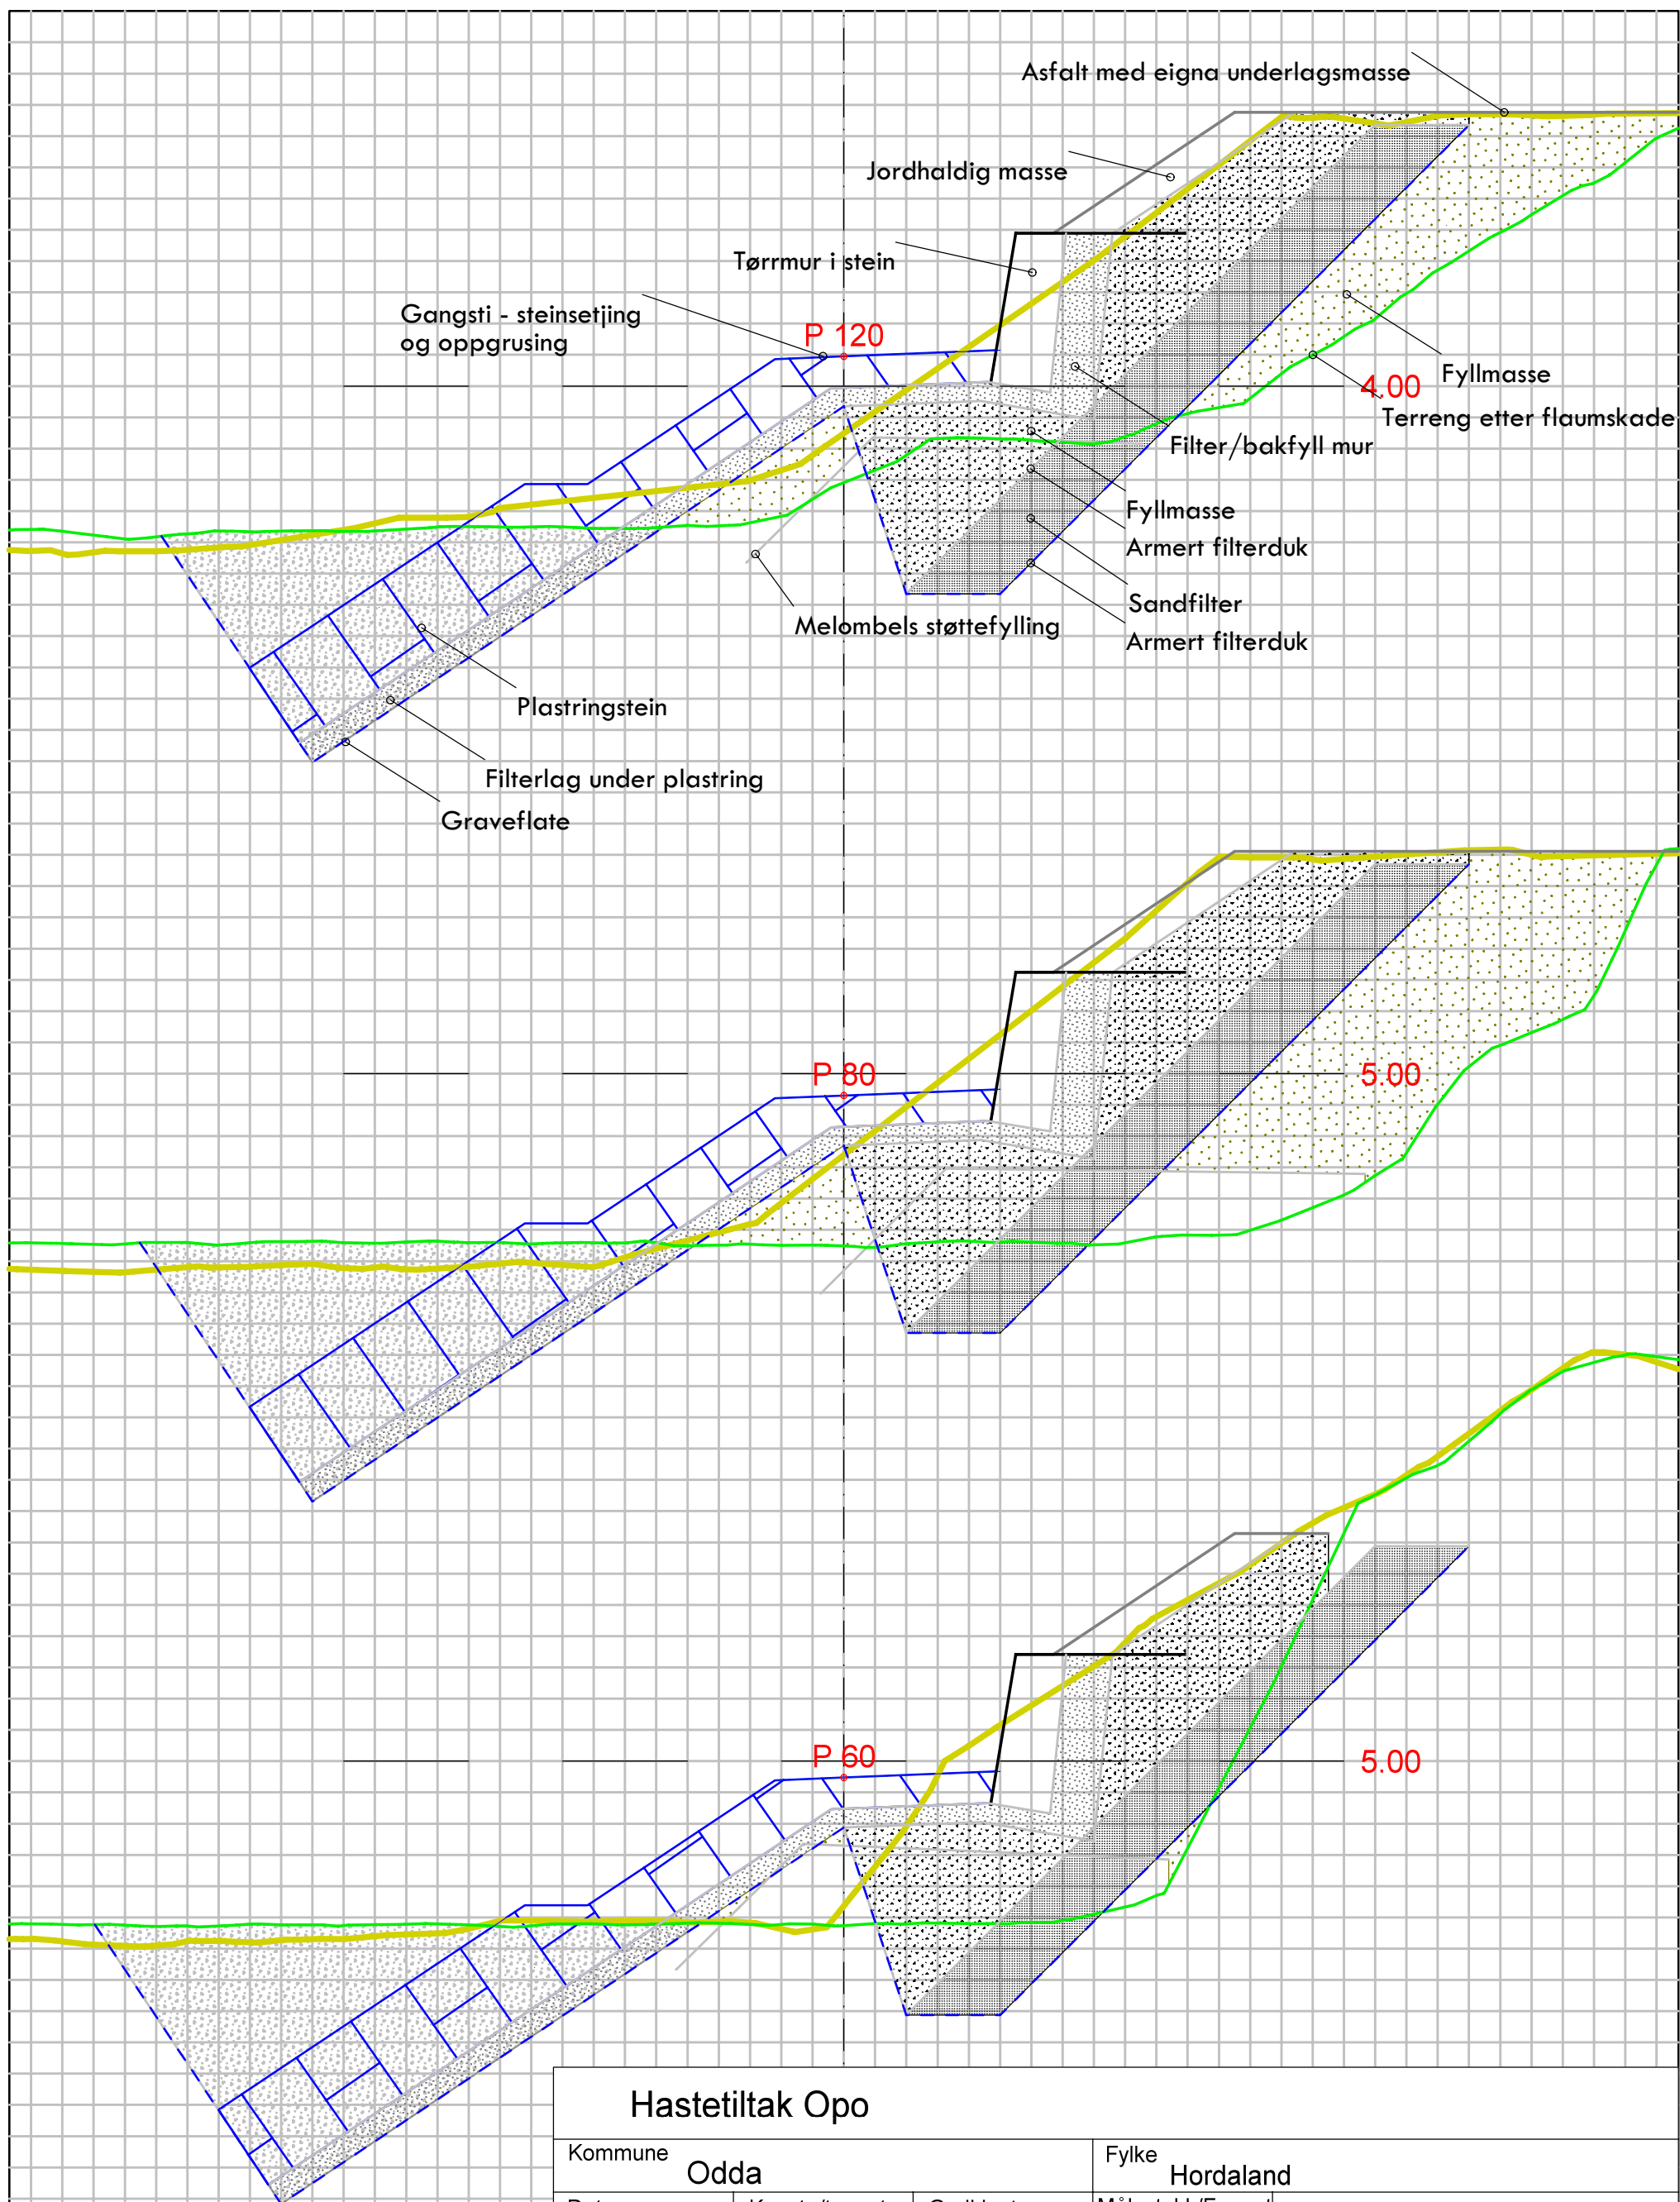 Asfalt med eigna underlagsmasse
Jordhaldig masse
Tørrmur i stein
Gangsti - steinsetjing
og oppgrusing
P 120
4.00
Fyllmasse
Terreng etter flaumskade
Filter/bakfyll mur
Fyllmasse
Armert filterduk
Sandfilter
Armert filterduk
Melombels støttefylling
Plastringstein
Filterlag under plastring
Graveflate
P 80
5.00
P 60
5.00
Hastetiltak Opo
Kommune
Odda
Fylke
Hordaland